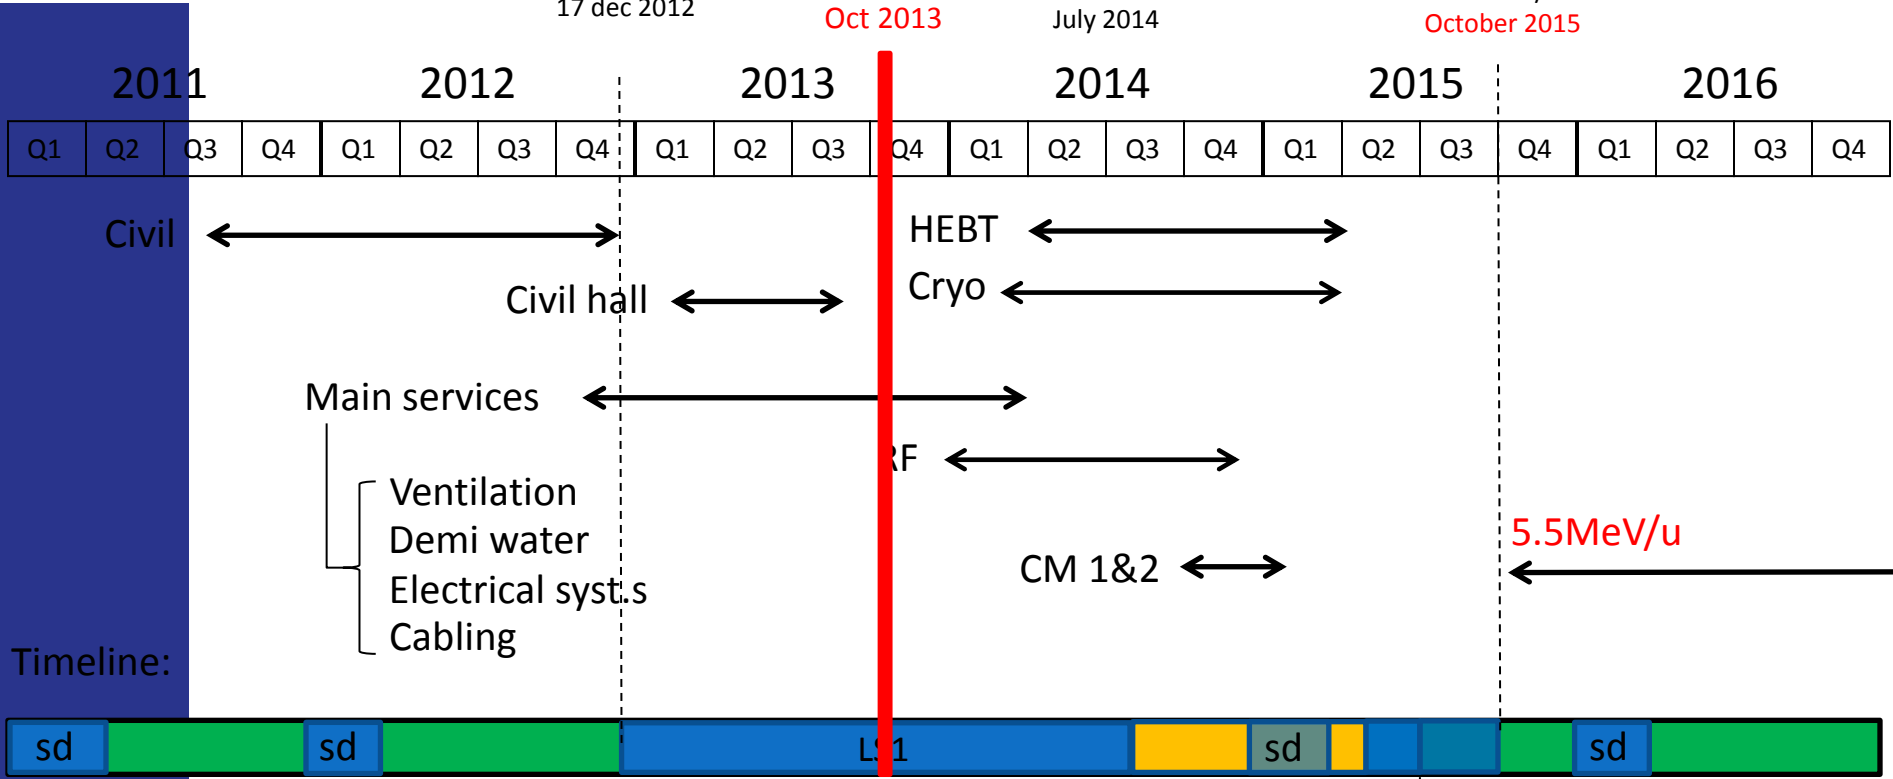 17 dec 2012
Oct 2013
July 2014
October 2015
2011 2012 2013 2014 2015 2016
Q1 Q2 Q3 Q4 Q1 Q2 Q3 Q4 Q1 Q2 Q3 Q4 Q1 Q2 Q3 Q4 Q1 Q2 Q3 Q4 Q1 Q2 Q3 Q4
Civil
HEBT
Civil hall
Cryo
Main services
RF
Ventilation
Demi water
Electrical syst.s
Cabling
CM 1&2
5.5MeV/u
Timeline:
sd sd LS1 sd sd